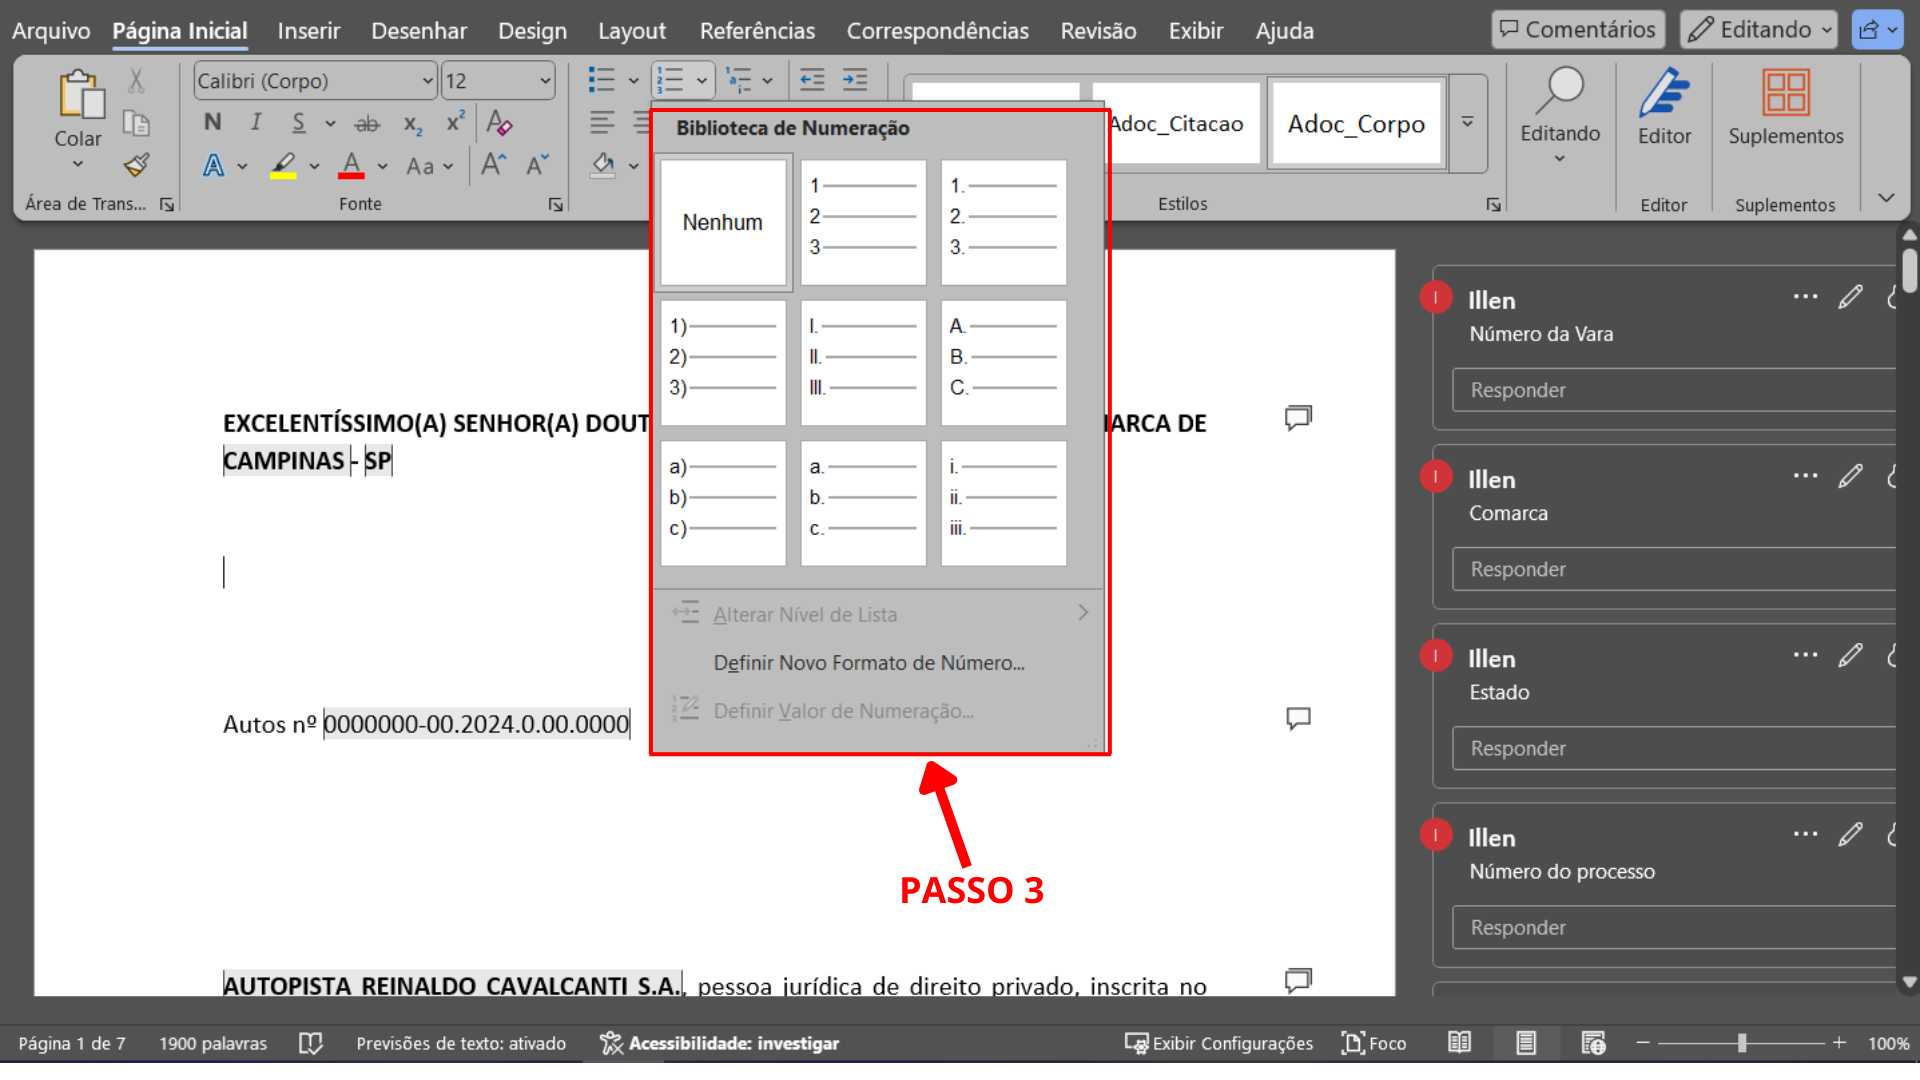 Arquivo Página Inicial Inserir Desenhar Design Layout Referências Correspondências Revisão Exibir Ajuda Comentários Editando
Calibri (Corpo) 12
Colar
N I S ab x₂ x² A
A A Aa A A
Área de Trans... Fonte
Adoc_Citacao Adoc_Corpo
Estilos
Editando
Editor
Editor
Suplementos
Suplementos
Biblioteca de Numeração
Nenhum
1
2
3
1.
2.
3.
1)
2)
3)
I.
II.
III.
A.
B.
C.
a)
b)
c)
a.
b.
c.
i.
ii.
iii.
Alterar Nível de Lista
Definir Novo Formato de Número...
Definir Valor de Numeração...
PASSO 3
EXCELENTÍSSIMO(A) SENHOR(A) DOUT ARCA DE
CAMPINAS - SP
Autos nº 0000000-00.2024.0.00.0000
AUTOPISTA REINALDO CAVALCANTI S.A., pessoa jurídica de direito privado, inscrita no
I Illen
Número da Vara
Responder
I Illen
Comarca
Responder
I Illen
Estado
Responder
I Illen
Número do processo
Responder
Página 1 de 7 1900 palavras Previsões de texto: ativado Acessibilidade: investigar Exibir Configurações Foco 100%